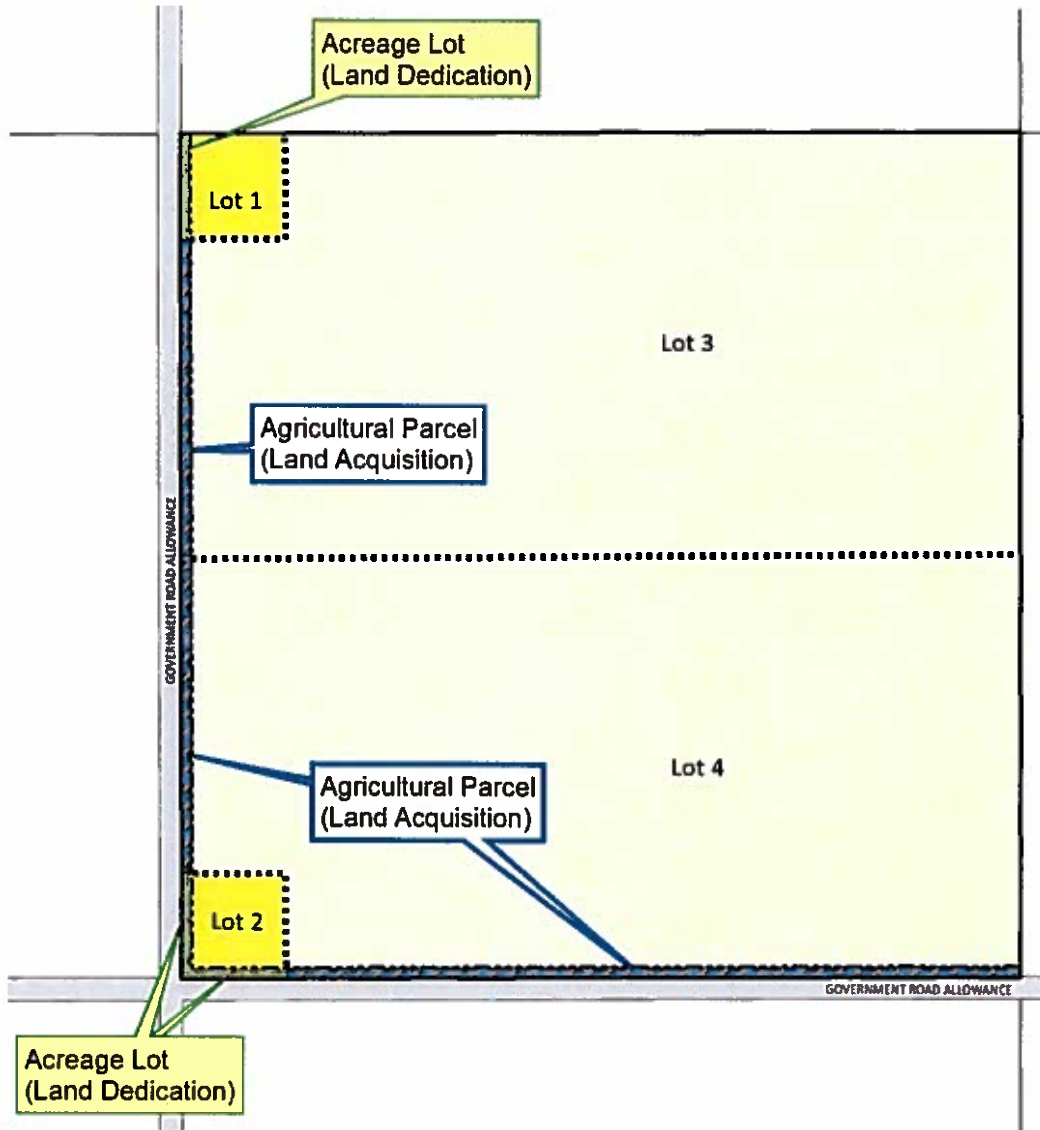 Acreage Lot
(Land Dedication)
Lot 1
Lot 3
Agricultural Parcel
(Land Acquisition)
GOVERNMENT ROAD ALLOWANCE
Agricultural Parcel
(Land Acquisition)
Lot 4
Lot 2
GOVERNMENT ROAD ALLOWANCE
Acreage Lot
(Land Dedication)